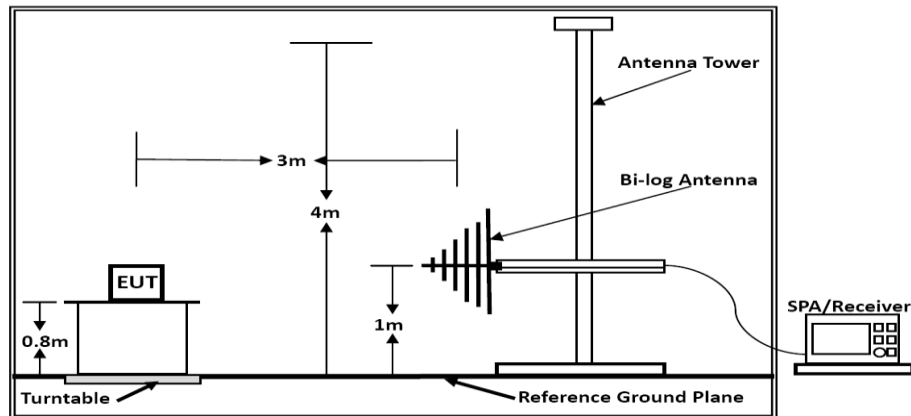 Antenna Tower
3m
Bi-log Antenna
4m
EUT
SPA/Receiver
1m
0.8m
Turntable
Reference Ground Plane